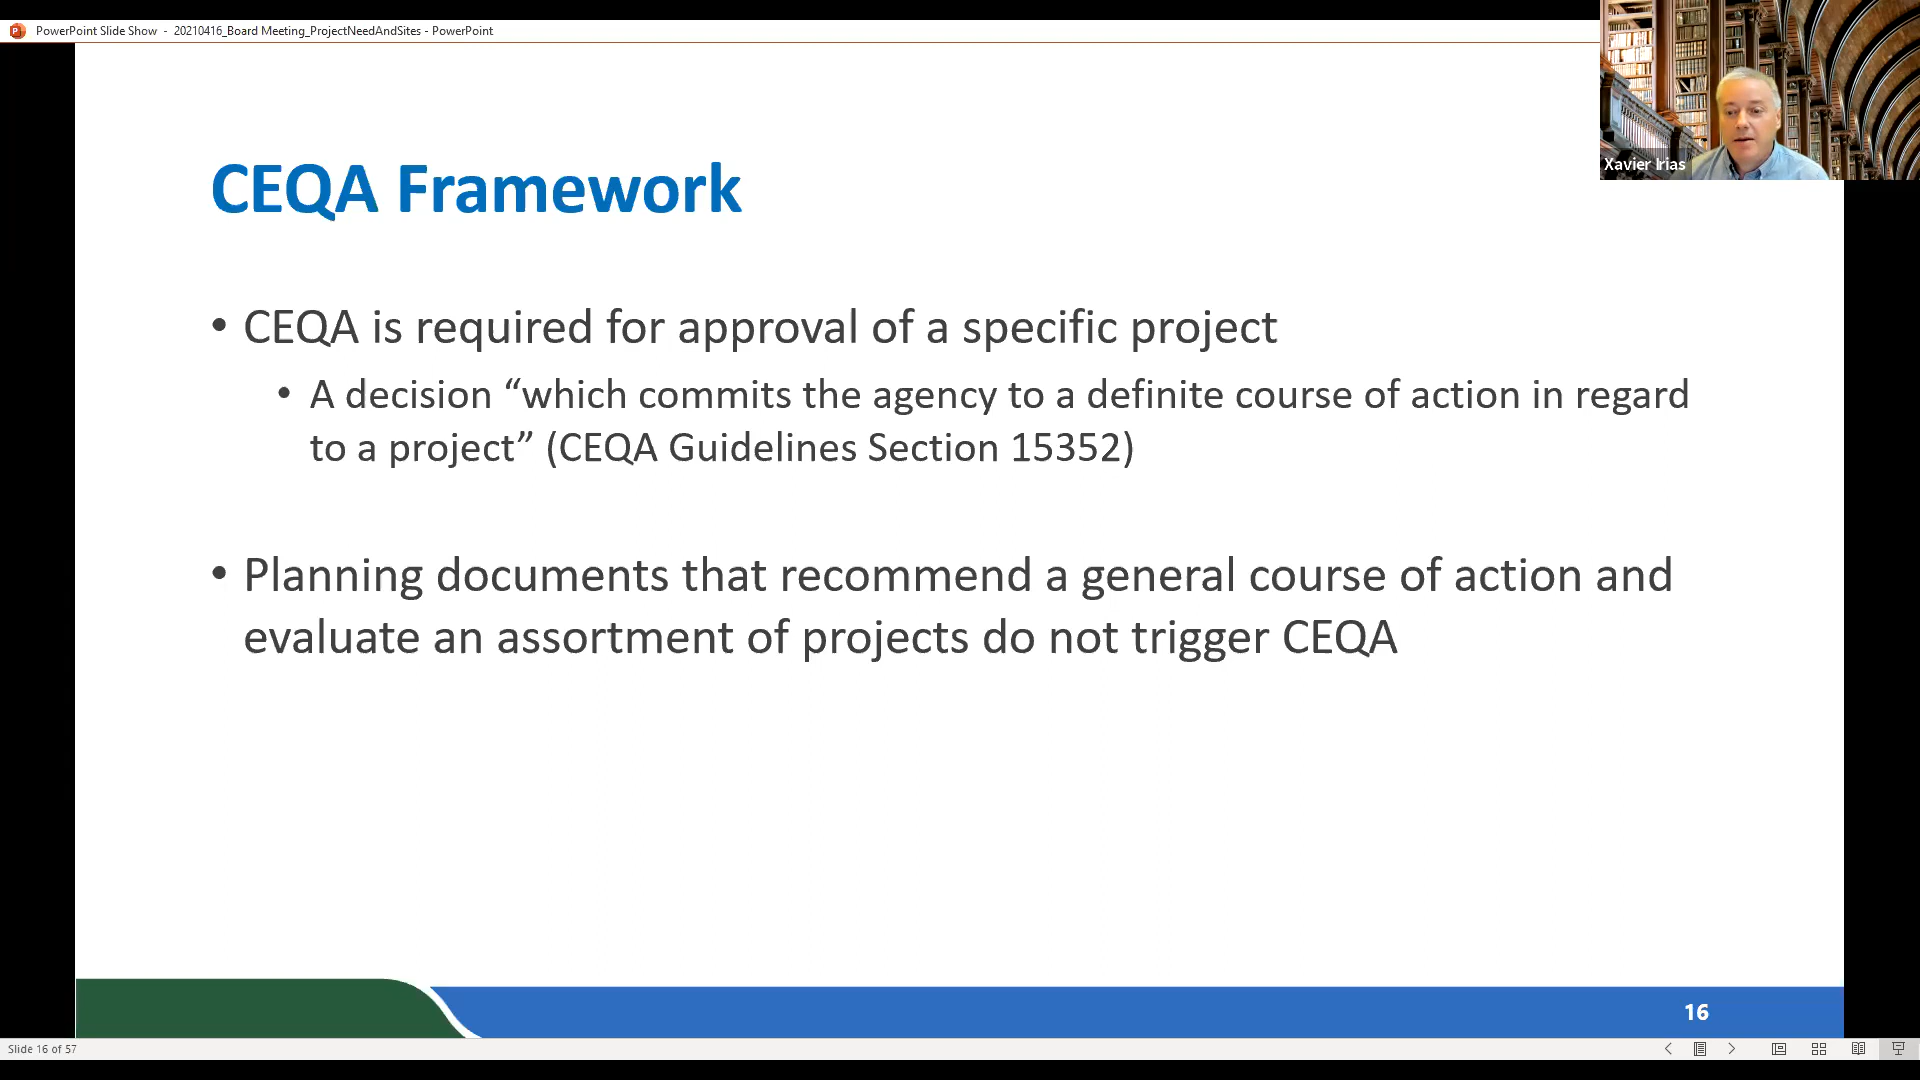 PowerPoint Slide Show - 20210416_Board Meeting_ProjectNeedAndSites - PowerPoint
Xavier Irias
CEQA Framework
• CEQA is required for approval of a specific project
• A decision “which commits the agency to a definite course of action in regard
to a project” (CEQA Guidelines Section 15352)
• Planning documents that recommend a general course of action and
evaluate an assortment of projects do not trigger CEQA
16
Slide 16 of 57